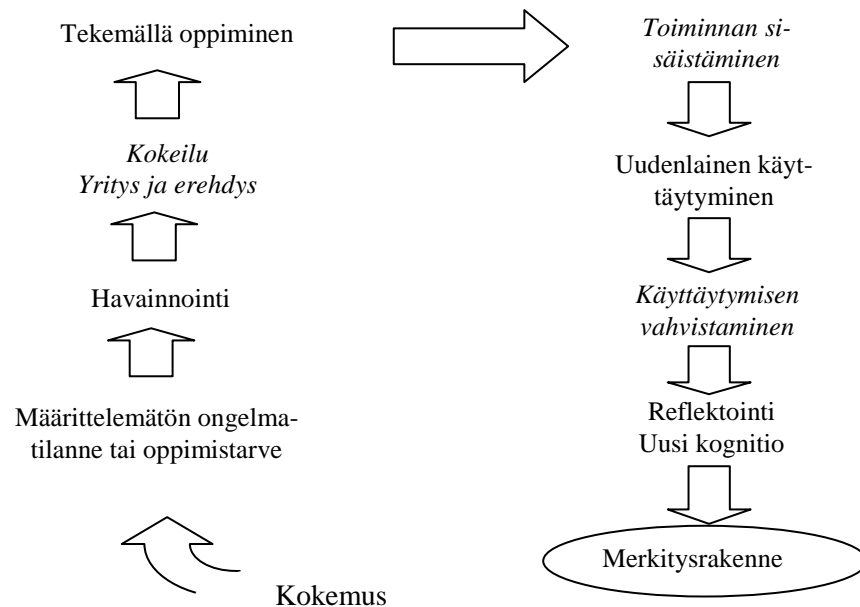 Tekemällä oppiminen
Kokeilu
Yritys ja erehdys
Havainnointi
Määrittelemätön ongelma-
tilanne tai oppimistarve
Kokemus
Toiminnan si-
säistäminen
Uudenlainen käyt-
täytyminen
Käyttäytymisen
vahvistaminen
Reflektointi
Uusi kognitio
Merkitysrakenne